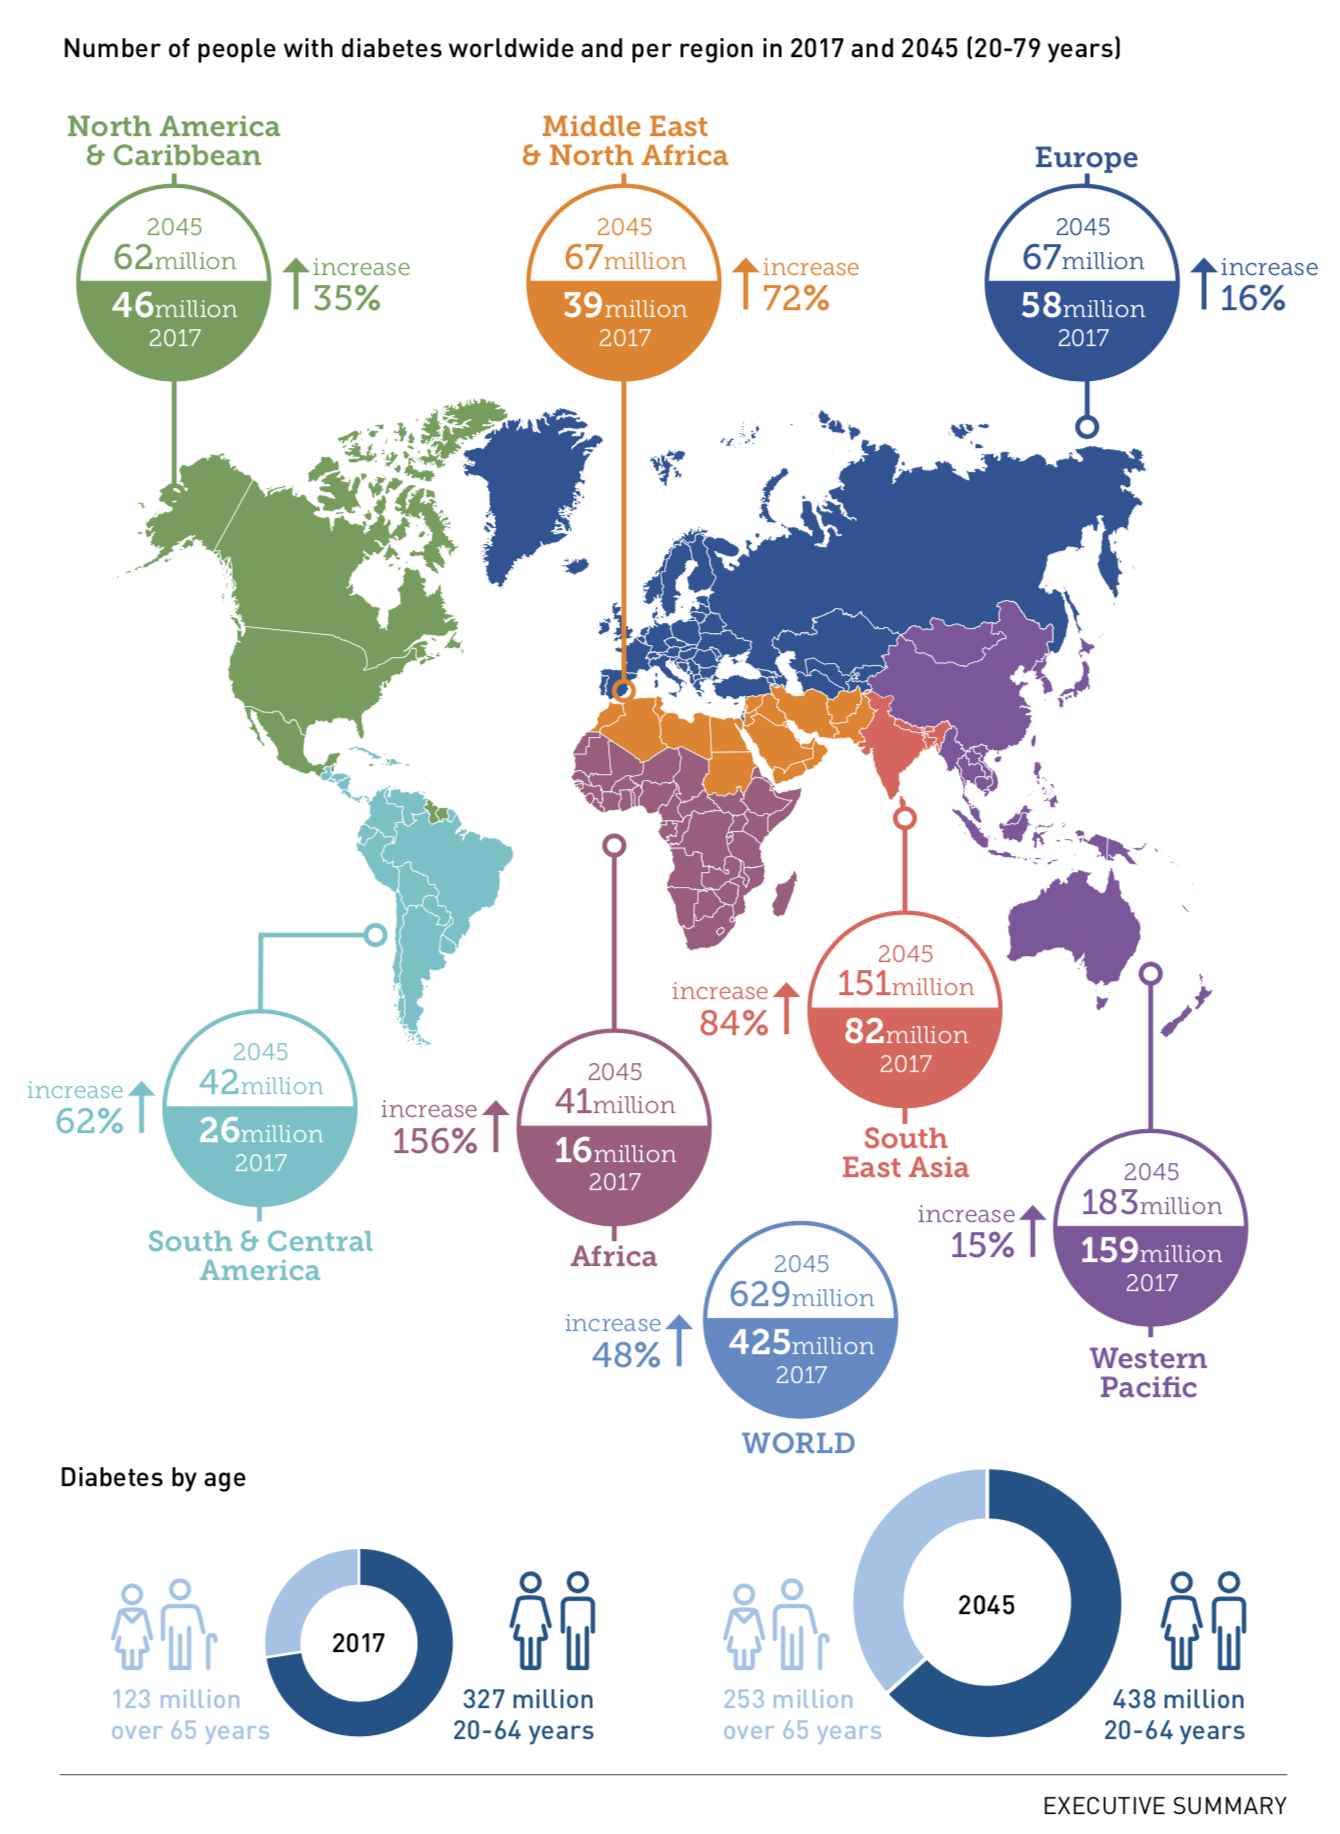 Number of people with diabetes worldwide and per region in 2017 and 2045 (20-79 years)
North America
& Caribbean
2045
62million
46million
2017
increase
35%
Middle East
& North Africa
2045
67million
39million
2017
increase
72%
Europe
2045
67million
58million
2017
increase
16%
2045
42million
26million
2017
increase
62%
South & Central
America
2045
41million
16million
2017
increase
156%
Africa
2045
151million
82million
2017
increase
84%
South
East Asia
2045
183million
159million
2017
increase
15%
Western
Pacific
2045
629million
425million
2017
increase
48%
WORLD
Diabetes by age
123 million
over 65 years
2017
327 million
20-64 years
253 million
over 65 years
2045
438 million
20-64 years
EXECUTIVE SUMMARY